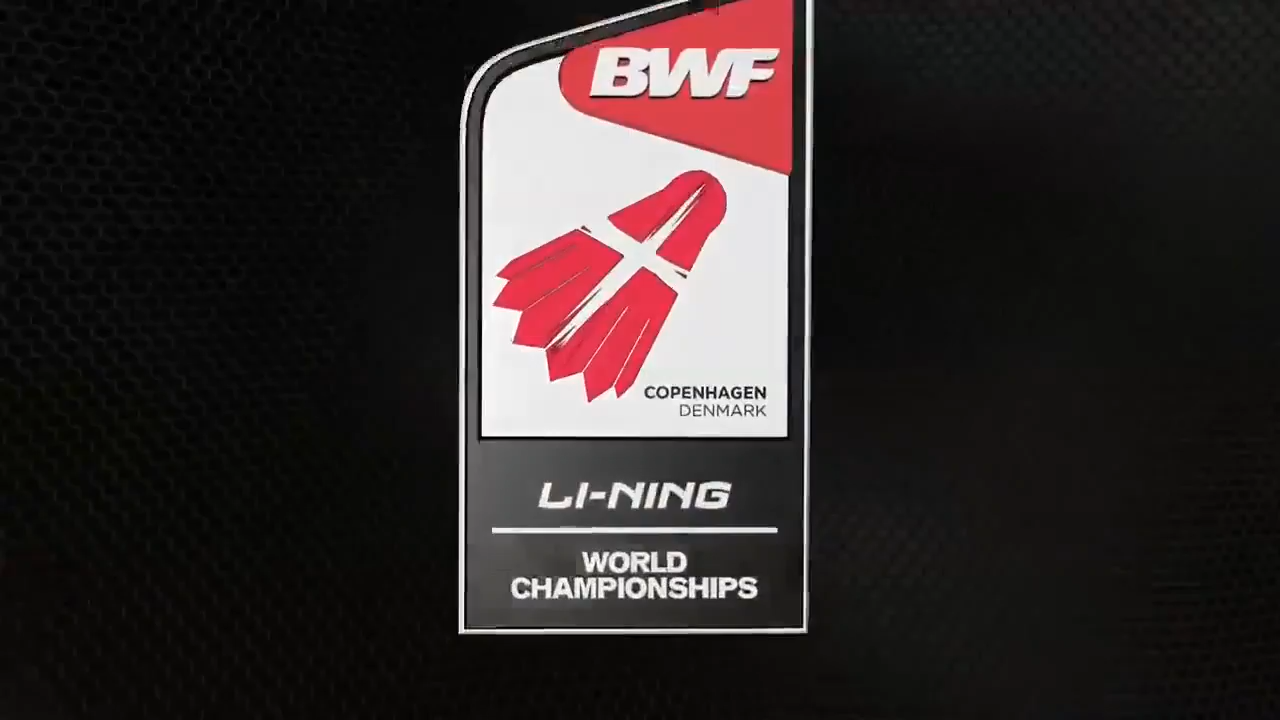 BWF
COPENHAGEN
DENMARK
LI-NING
WORLD
CHAMPIONSHIPS